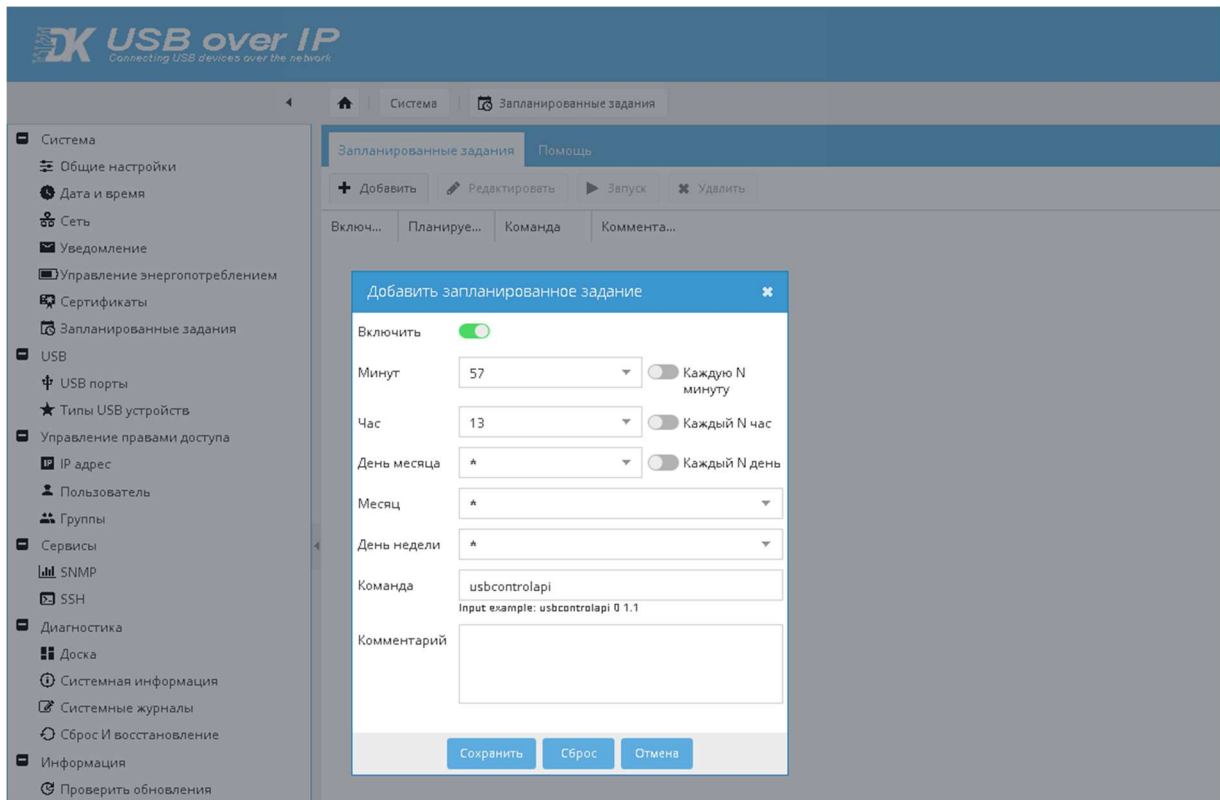 DK USB over IP
Connecting USB devices over the network
Система
Запланированные задания
Система
Общие настройки
Дата и время
Сеть
Уведомление
Управление энергопотреблением
Сертификаты
Запланированные задания
USB
USB порты
Типы USB устройств
Управление правами доступа
IP адрес
Пользователь
Группы
Сервисы
SNMP
SSH
Диагностика
Доска
Системная информация
Системные журналы
Сброс И восстановление
Информация
Проверить обновления
Запланированные задания Помощь
Добавить Редактировать Запуск Удалить
Включ... Планируе... Команда Коммента...
Добавить запланированное задание
Включить
Минут 57 Каждую N минуту
Час 13 Каждый N час
День месяца * Каждый N день
Месяц *
День недели *
Команда usbcontrolapi
Input example: usbcontrolapi 0 1.1
Комментарий
Сохранить Сброс Отмена